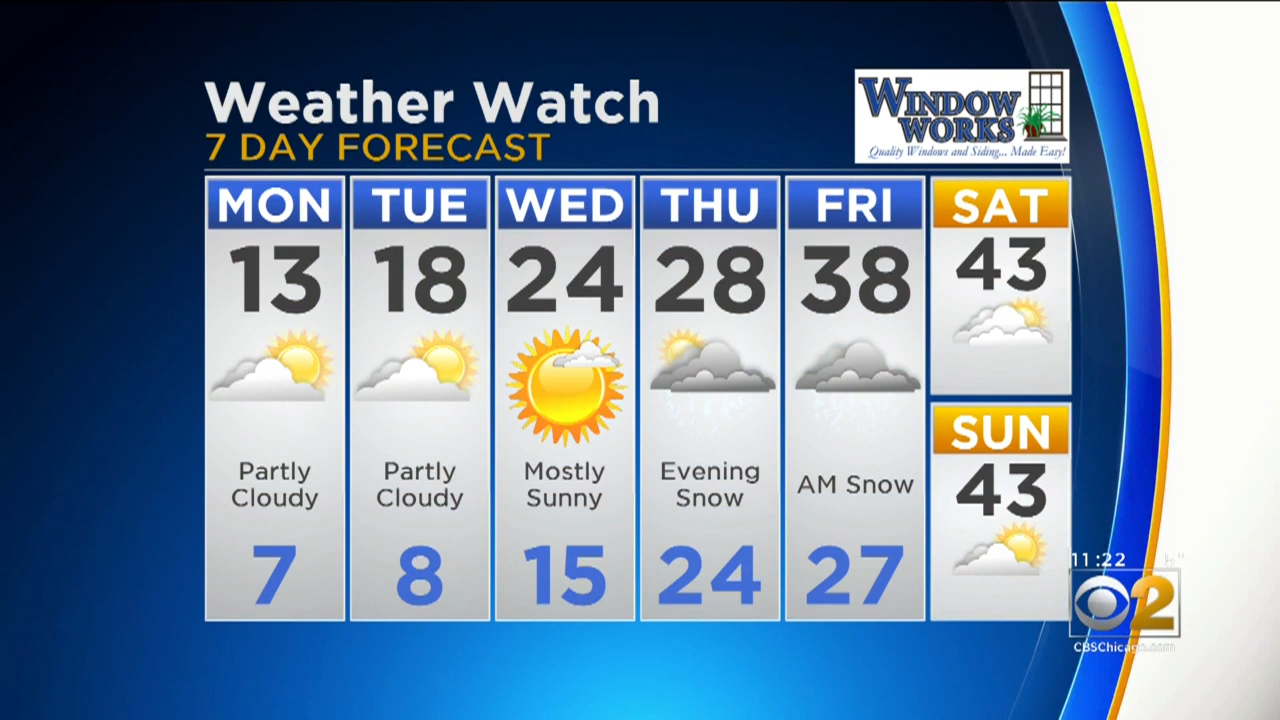 Weather Watch
7 DAY FORECAST
WINDOW
WORKS
Quality Windows and Siding... Made Easy!
MON
13
Partly
Cloudy
7
TUE
18
Partly
Cloudy
8
WED
24
Mostly
Sunny
15
THU
28
Evening
Snow
24
FRI
38
AM Snow
27
SAT
43
SUN
43
11:22
2
CBSChicago.com